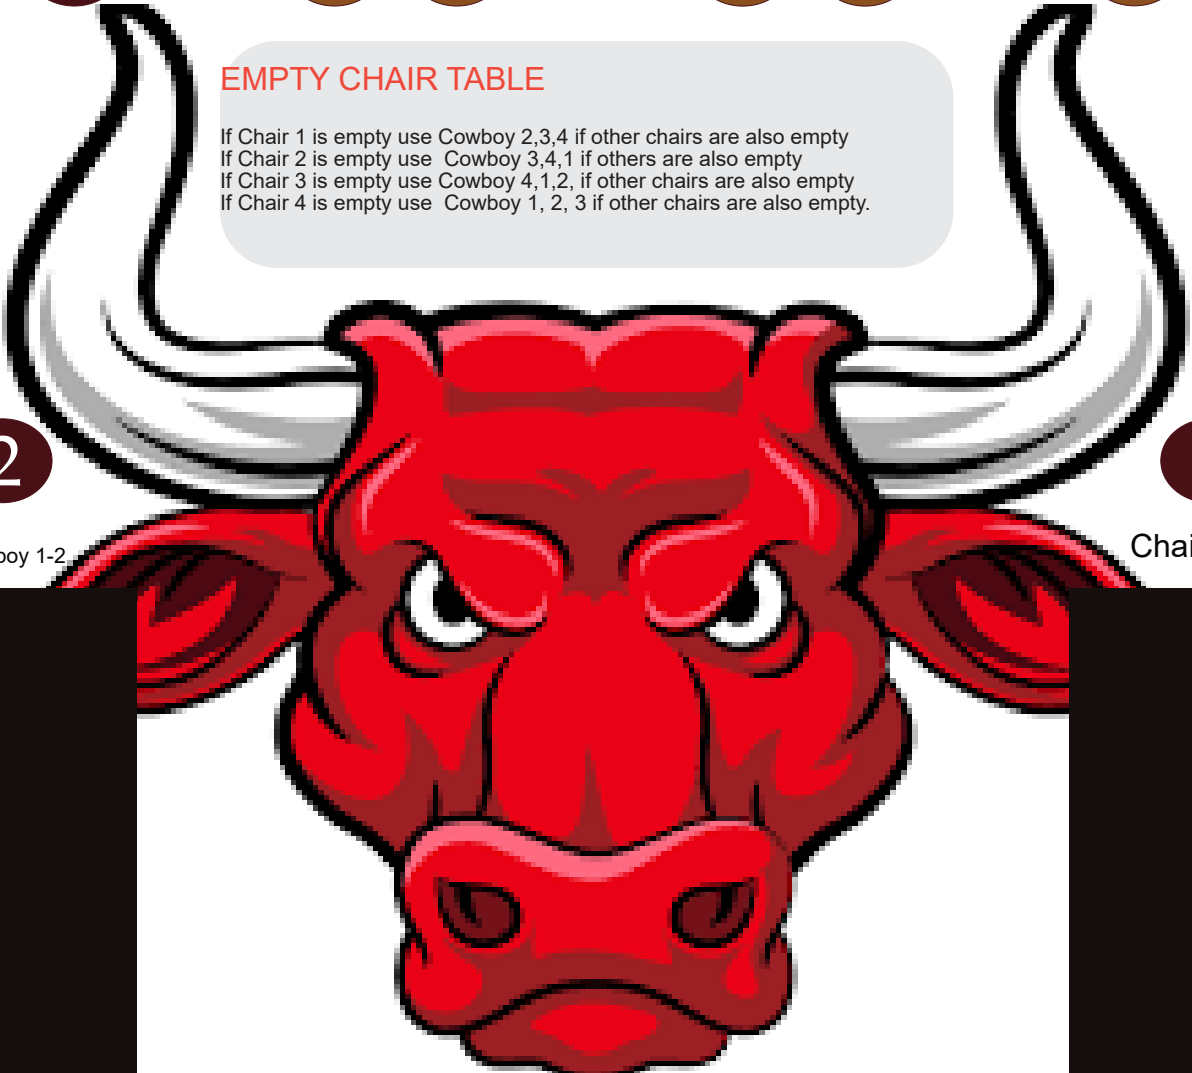 EMPTY CHAIR TABLE
If Chair 1 is empty use Cowboy 2,3,4 if other chairs are also empty
If Chair 2 is empty use  Cowboy 3,4,1 if others are also empty
If Chair 3 is empty use Cowboy 4,1,2, if other chairs are also empty
If Chair 4 is empty use  Cowboy 1, 2, 3 if other chairs are also empty.
2
boy 1-2
Chai